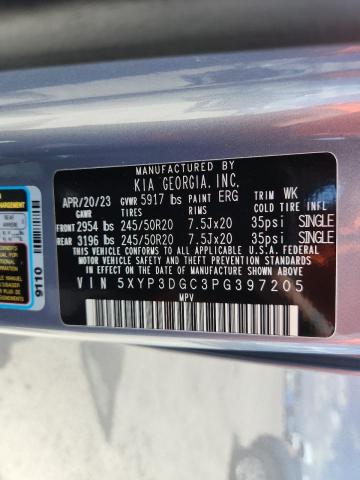 MANUFACTURED BY
KIA GEORGIA, INC.
APR/20/23 GVWR 5917 lbs PAINT ERG TRIM WK
GAWR TIRES RIMS COLD TIRE INFL
FRONT 2954 lbs 245/50R20 7.5Jx20 35psi SINGLE
REAR 3196 lbs 245/50R20 7.5Jx20 35psi SINGLE
THIS VEHICLE CONFORMS TO ALL APPLICABLE U.S.A. FEDERAL
MOTOR VEHICLE SAFETY AND THEFT PREVENTION STANDARDS
IN EFFECT ON THE DATE OF MANUFACTURE SHOWN ABOVE.
VIN 5XYP3DGC3PG397205
MPV
9110